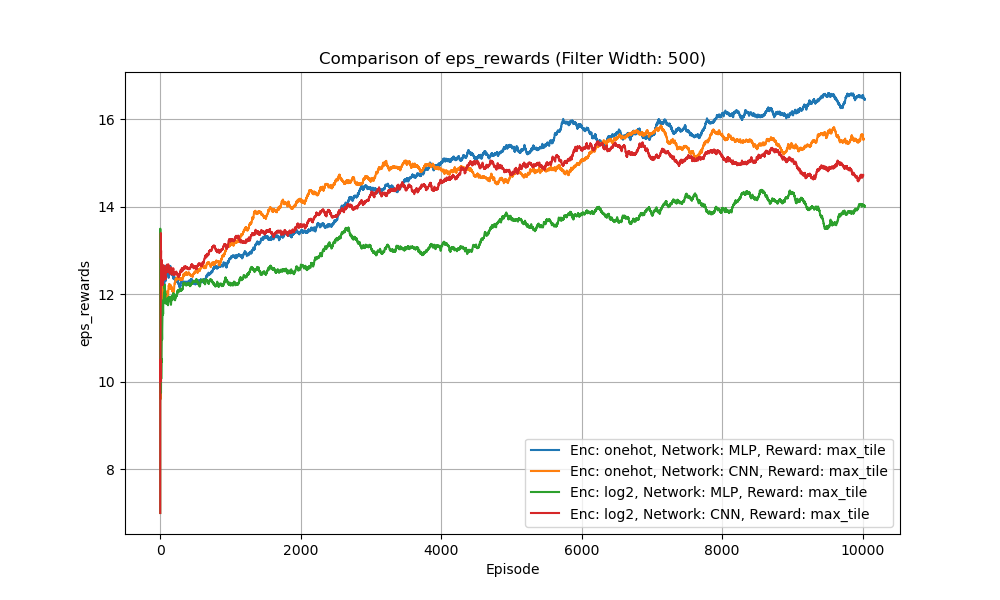 Comparison of eps_rewards (Filter Width: 500)
eps_rewards
16
14
12
10
8
Enc: onehot, Network: MLP, Reward: max_tile
Enc: onehot, Network: CNN, Reward: max_tile
Enc: log2, Network: MLP, Reward: max_tile
Enc: log2, Network: CNN, Reward: max_tile
0
2000
4000
6000
8000
10000
Episode